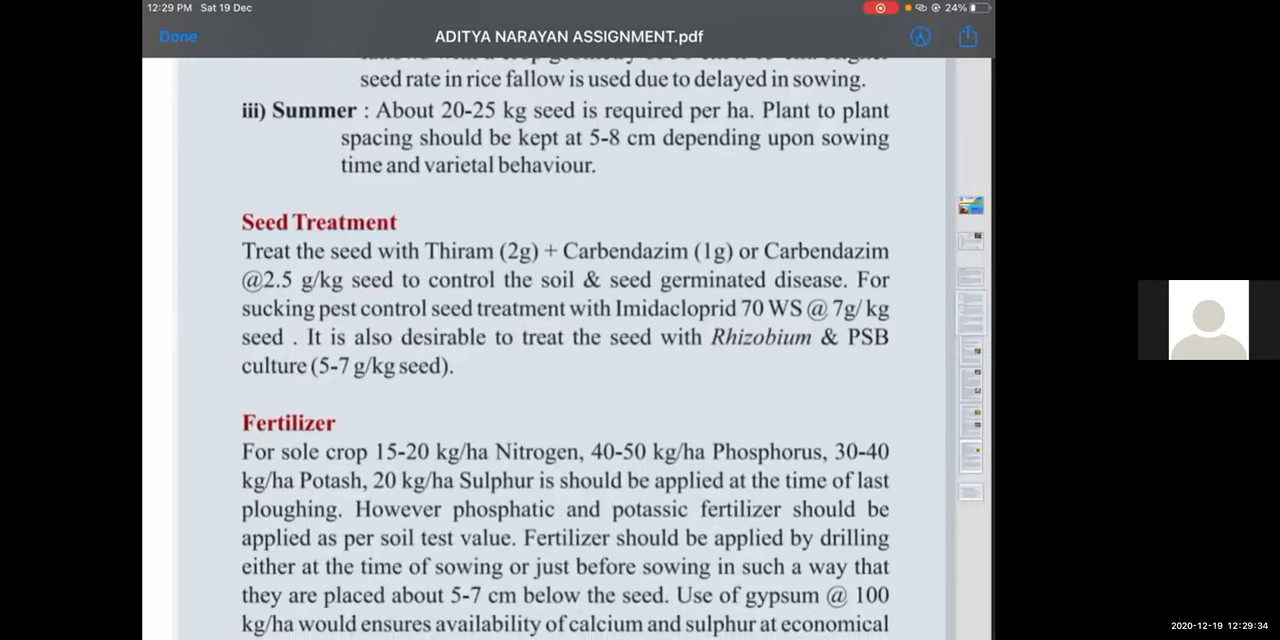 12:29 PM Sat 19 Dec
24%
Done
ADITYA NARAYAN ASSIGNMENT.pdf
seed rate in rice fallow is used due to delayed in sowing.
iii) Summer : About 20-25 kg seed is required per ha. Plant to plant
spacing should be kept at 5-8 cm depending upon sowing
time and varietal behaviour.
Seed Treatment
Treat the seed with Thiram (2g) + Carbendazim (1g) or Carbendazim
@2.5 g/kg seed to control the soil & seed germinated disease. For
sucking pest control seed treatment with Imidacloprid 70 WS @ 7g/ kg
seed . It is also desirable to treat the seed with Rhizobium & PSB
culture (5-7 g/kg seed).
Fertilizer
For sole crop 15-20 kg/ha Nitrogen, 40-50 kg/ha Phosphorus, 30-40
kg/ha Potash, 20 kg/ha Sulphur is should be applied at the time of last
ploughing. However phosphatic and potassic fertilizer should be
applied as per soil test value. Fertilizer should be applied by drilling
either at the time of sowing or just before sowing in such a way that
they are placed about 5-7 cm below the seed. Use of gypsum @ 100
kg/ha would ensures availability of calcium and sulphur at economical
2020-12-19 12:29:34